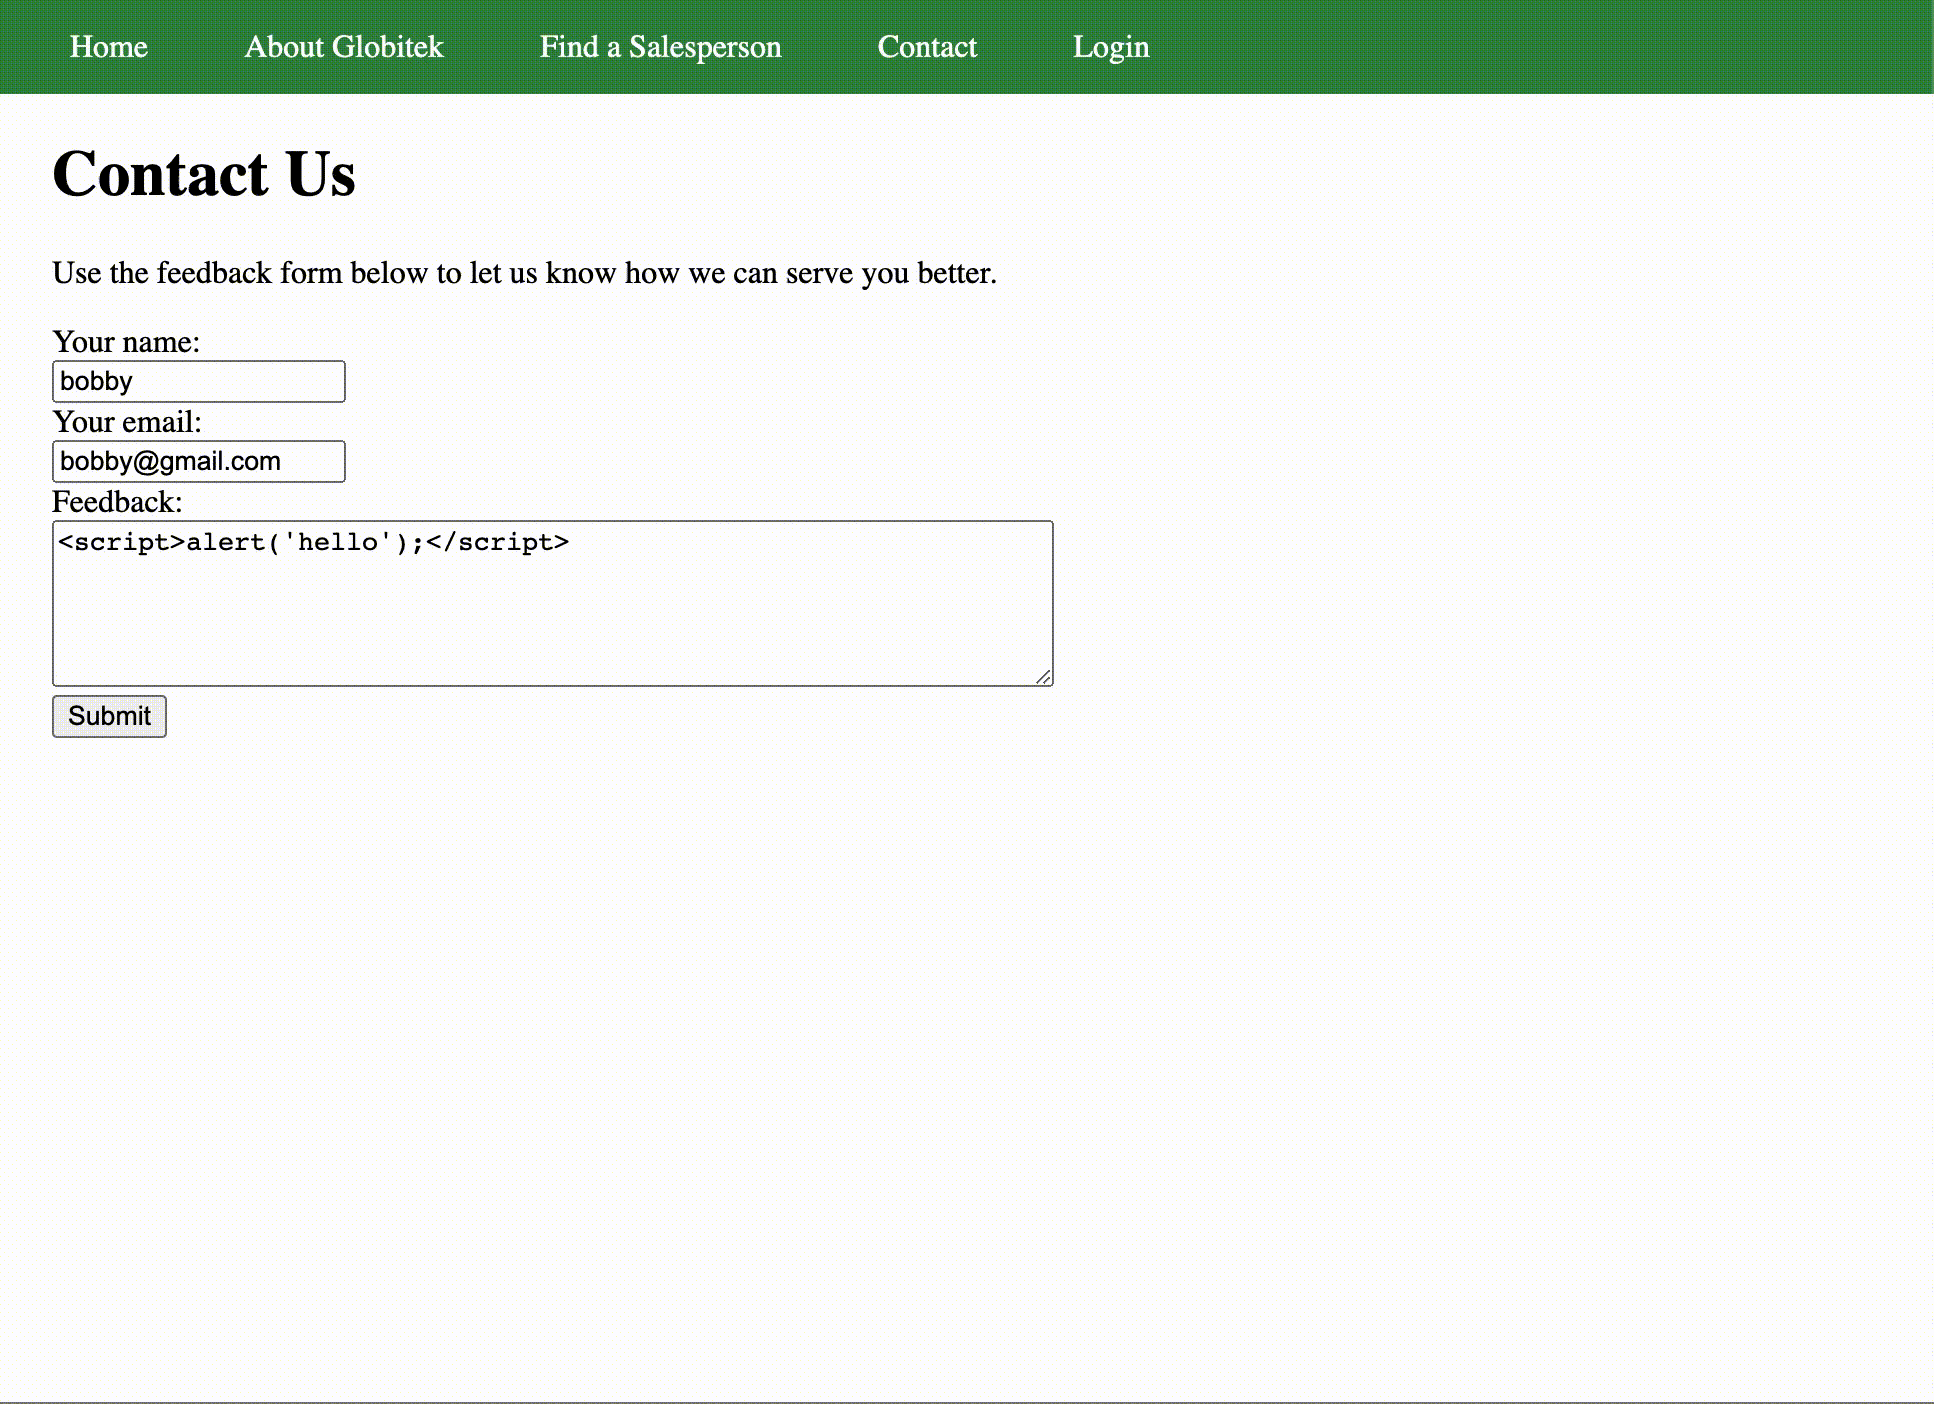 Home About Globitek Find a Salesperson Contact Login
Contact Us
Use the feedback form below to let us know how we can serve you better.
Your name:
bobby
Your email:
bobby@gmail.com
Feedback:
<script>alert('hello');</script>
Submit